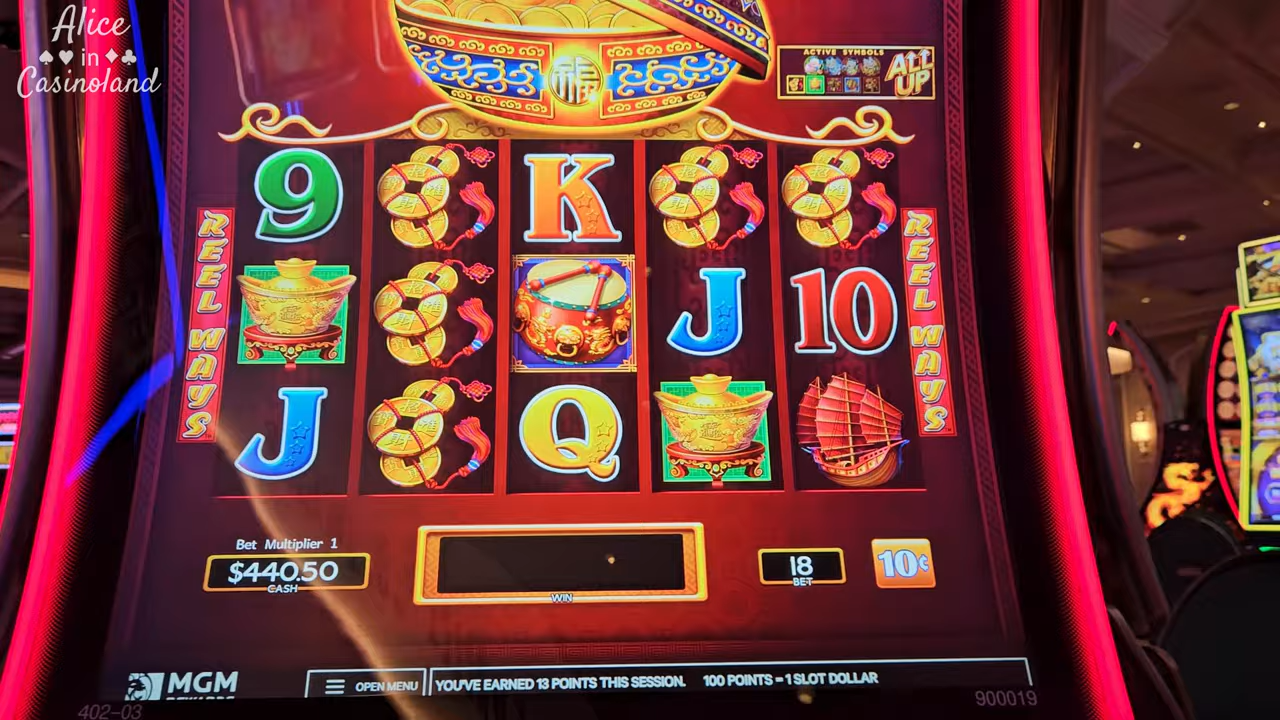 Alice
in
Casinoland
福
ACTIVE SYMBOLS
ALL
UP
9
K
REEL WAYS
REEL WAYS
J
10
J
Q
Bet Multiplier 1
$440.50
CASH
WIN
18
BET
10¢
MGM
REWARDS
OPEN MENU
YOU'VE EARNED 13 POINTS THIS SESSION. 100 POINTS = 1 SLOT DOLLAR
402-03
900019